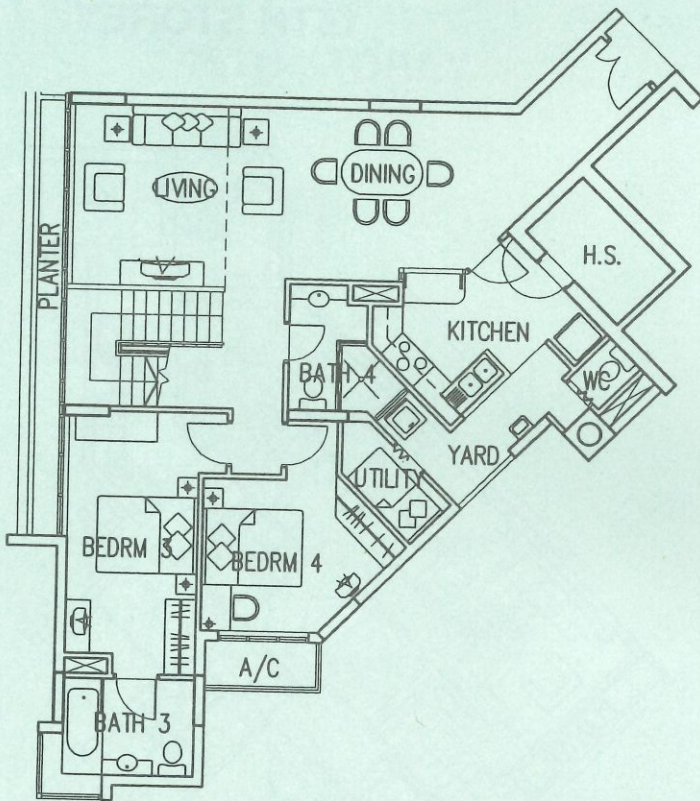 LIVING
DINING
PLANTER
H.S.
KITCHEN
BATH 4
WC
YARD
UTILITY
BEDRM 3
BEDRM 4
A/C
BATH 3